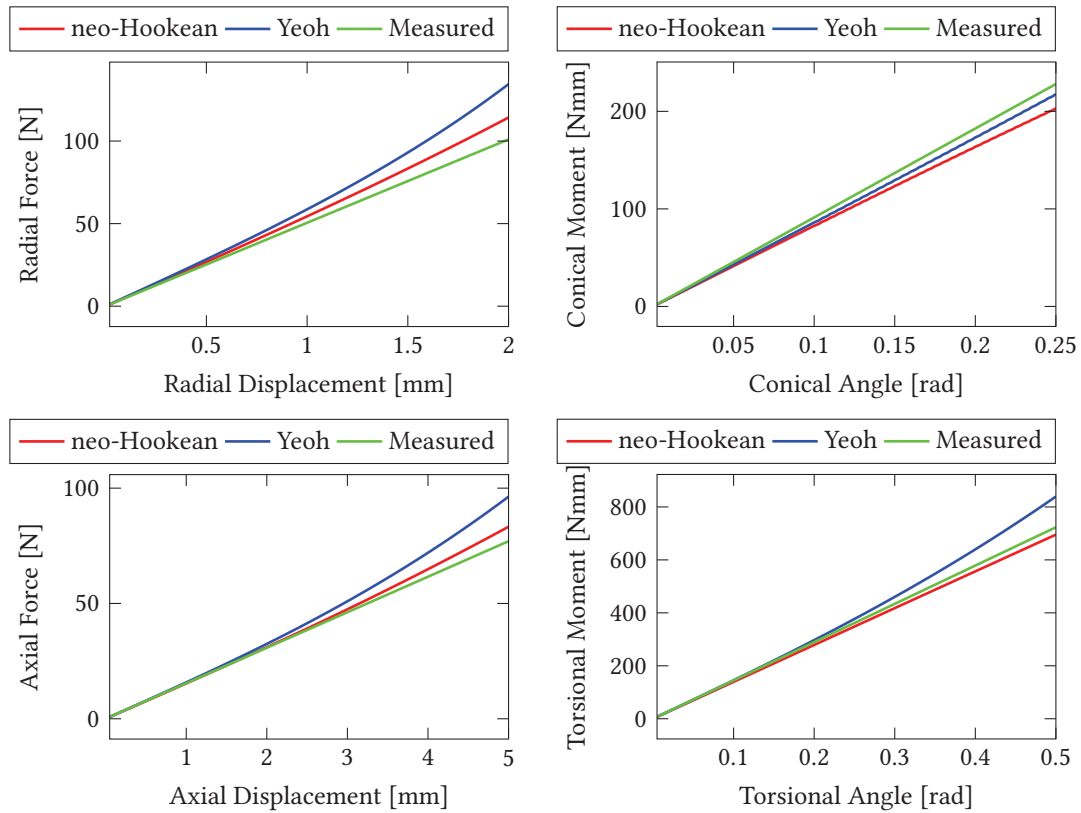 neo-Hookean Yeoh Measured
Radial Force [N]
100
50
0
0.5 1 1.5 2
Radial Displacement [mm]
neo-Hookean Yeoh Measured
Conical Moment [Nmm]
200
100
0
0.05 0.1 0.15 0.2 0.25
Conical Angle [rad]
neo-Hookean Yeoh Measured
Axial Force [N]
100
50
0
1 2 3 4 5
Axial Displacement [mm]
neo-Hookean Yeoh Measured
Torsional Moment [Nmm]
800
600
400
200
0
0.1 0.2 0.3 0.4 0.5
Torsional Angle [rad]